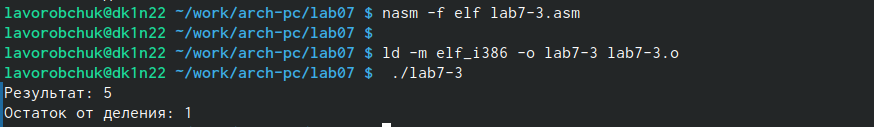 lavorobchuk@dk1n22 ~/work/arch-pc/lab07 $ nasm -f elf lab7-3.asm
lavorobchuk@dk1n22 ~/work/arch-pc/lab07 $
lavorobchuk@dk1n22 ~/work/arch-pc/lab07 $ ld -m elf_i386 -o lab7-3 lab7-3.o
lavorobchuk@dk1n22 ~/work/arch-pc/lab07 $  ./lab7-3
Результат: 5
Остаток от деления: 1